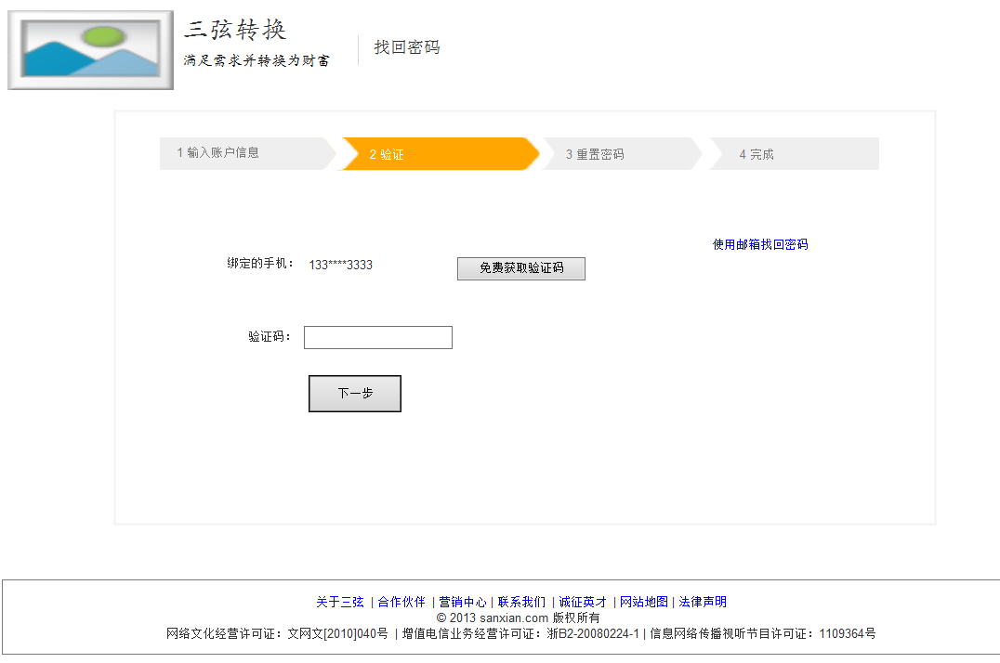 三弦转换
满足需求并转换为财富
找回密码
1 输入账户信息
2 验证
3 重置密码
4 完成
使用邮箱找回密码
绑定的手机： 133****3333 免费获取验证码
验证码：
下一步
关于三弦 | 合作伙伴 | 营销中心 | 联系我们 | 诚征英才 | 网站地图 | 法律声明
© 2013 sanxian.com 版权所有
网络文化经营许可证：文网文[2010]040号 | 增值电信业务经营许可证：浙B2-20080224-1 | 信息网络传播视听节目许可证：1109364号